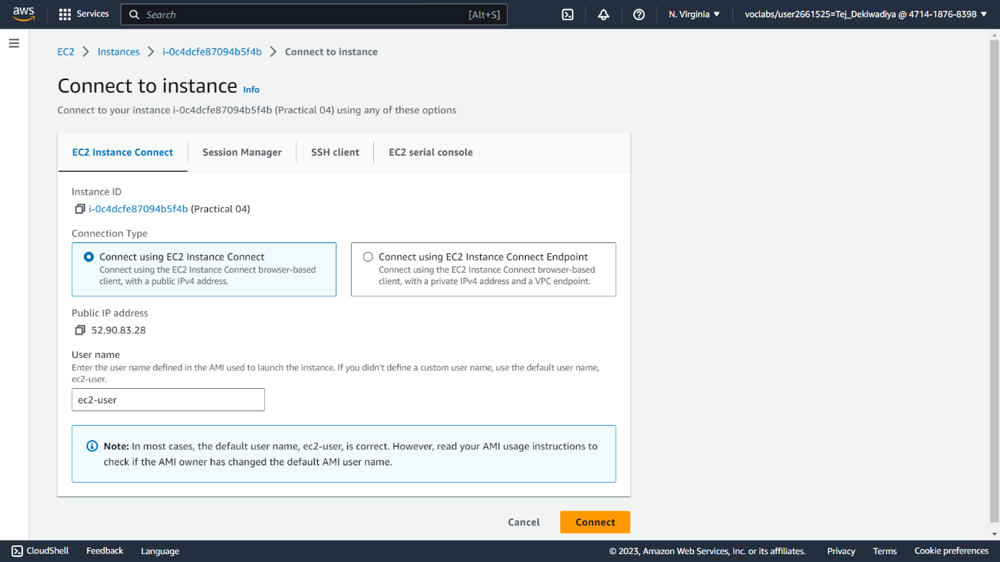 aws Services Search [Alt+S] N. Virginia voclabs/user2661525=Tej_Dekiwadiya @ 4714-1876-8398
EC2 Instances i-0c4dcfe87094b5f4b Connect to instance
Connect to instance Info
Connect to your instance i-0c4dcfe87094b5f4b (Practical 04) using any of these options
EC2 Instance Connect Session Manager SSH client EC2 serial console
Instance ID
i-0c4dcfe87094b5f4b (Practical 04)
Connection Type
Connect using EC2 Instance Connect
Connect using the EC2 Instance Connect browser-based
client, with a public IPv4 address.
Connect using EC2 Instance Connect Endpoint
Connect using the EC2 Instance Connect browser-based
client, with a private IPv4 address and a VPC endpoint.
Public IP address
52.90.83.28
User name
Enter the user name defined in the AMI used to launch the instance. If you didn't define a custom user name, use the default user name,
ec2-user.
ec2-user
Note: In most cases, the default user name, ec2-user, is correct. However, read your AMI usage instructions to
check if the AMI owner has changed the default AMI user name.
Cancel Connect
CloudShell Feedback Language © 2023, Amazon Web Services, Inc. or its affiliates. Privacy Terms Cookie preferences